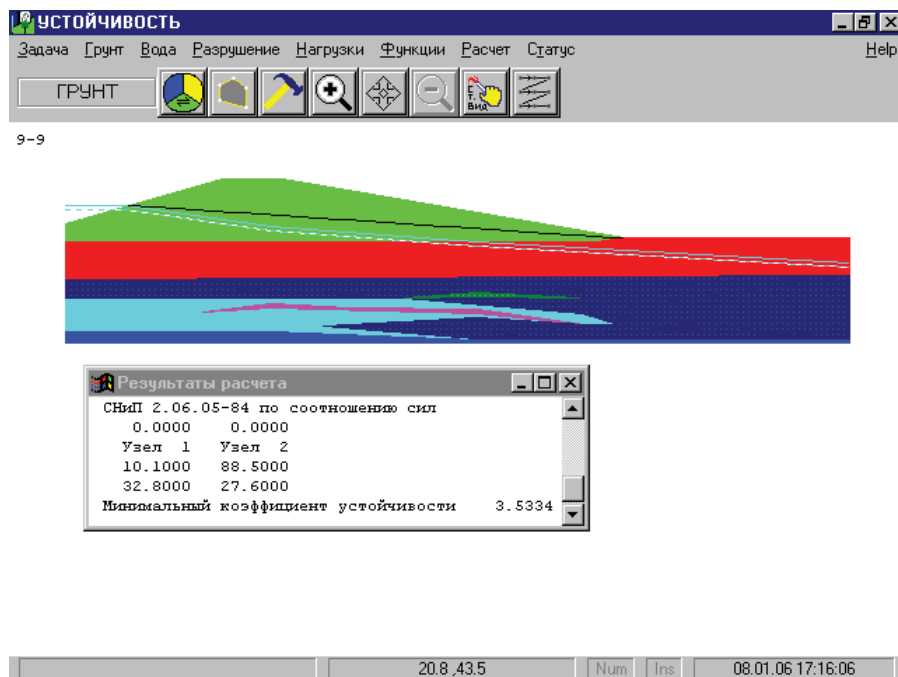 УСТОЙЧИВОСТЬ
Задача Грунт Вода Разрушение Нагрузки Функции Расчет Статус Help
ГРУНТ
С
Т.
Вид
9-9
Результаты расчета
СНиП 2.06.05-84 по соотношению сил
0.0000 0.0000
Узел 1 Узел 2
10.1000 88.5000
32.8000 27.6000
Минимальный коэффициент устойчивости 3.5334
20.8 ,43.5 Num Ins 08.01.06 17:16:06